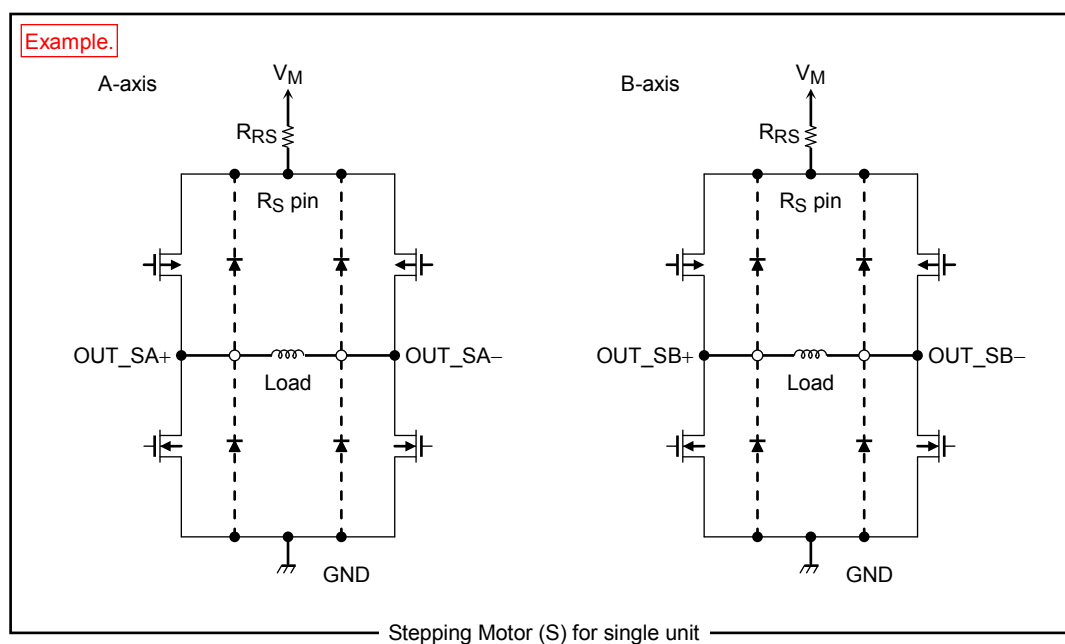 Example.
A-axis
VM
RRS
RS pin
OUT_SA+
OUT_SA−
Load
GND
B-axis
VM
RRS
RS pin
OUT_SB+
OUT_SB−
Load
GND
Stepping Motor (S) for single unit